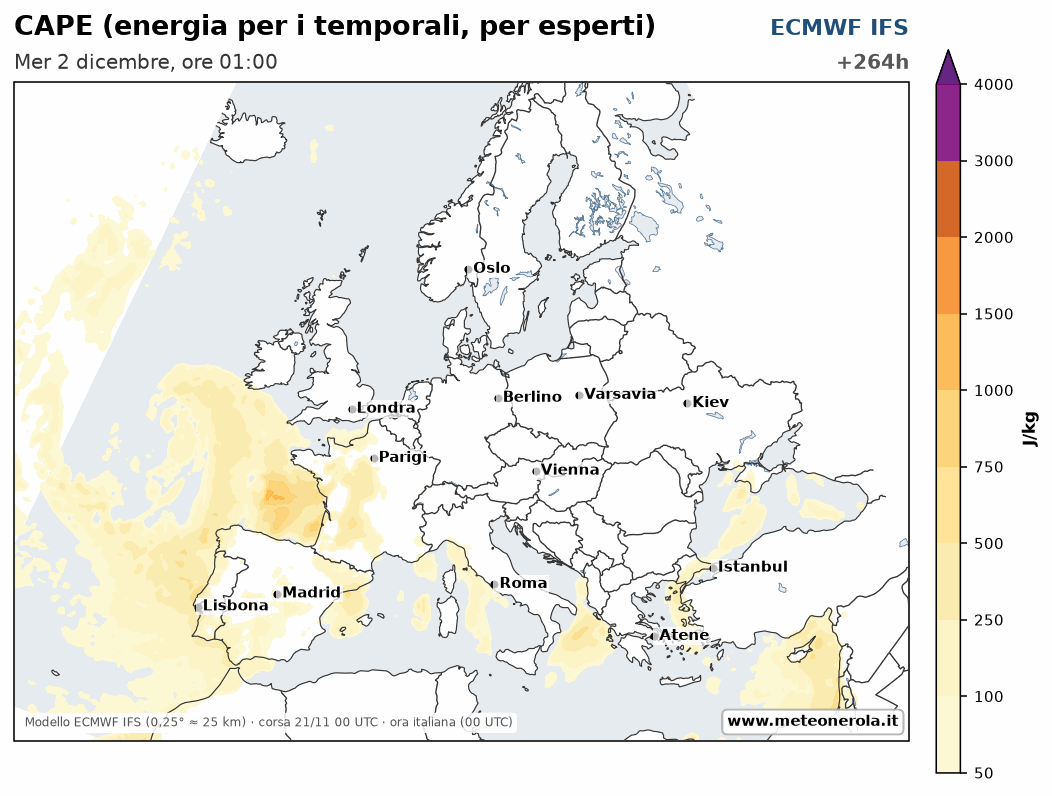 CAPE (energia per i temporali, per esperti)
ECMWF IFS
Mer 2 dicembre, ore 01:00
+264h
4000
3000
2000
1500
1000
750
500
250
100
50
J/kg
Oslo
Londra
Berlino
Varsavia
Kiev
Parigi
Vienna
Istanbul
Roma
Madrid
Lisbona
Atene
Modello ECMWF IFS (0,25° ≈ 25 km) · corsa 21/11 00 UTC · ora italiana (00 UTC)
www.meteonerola.it